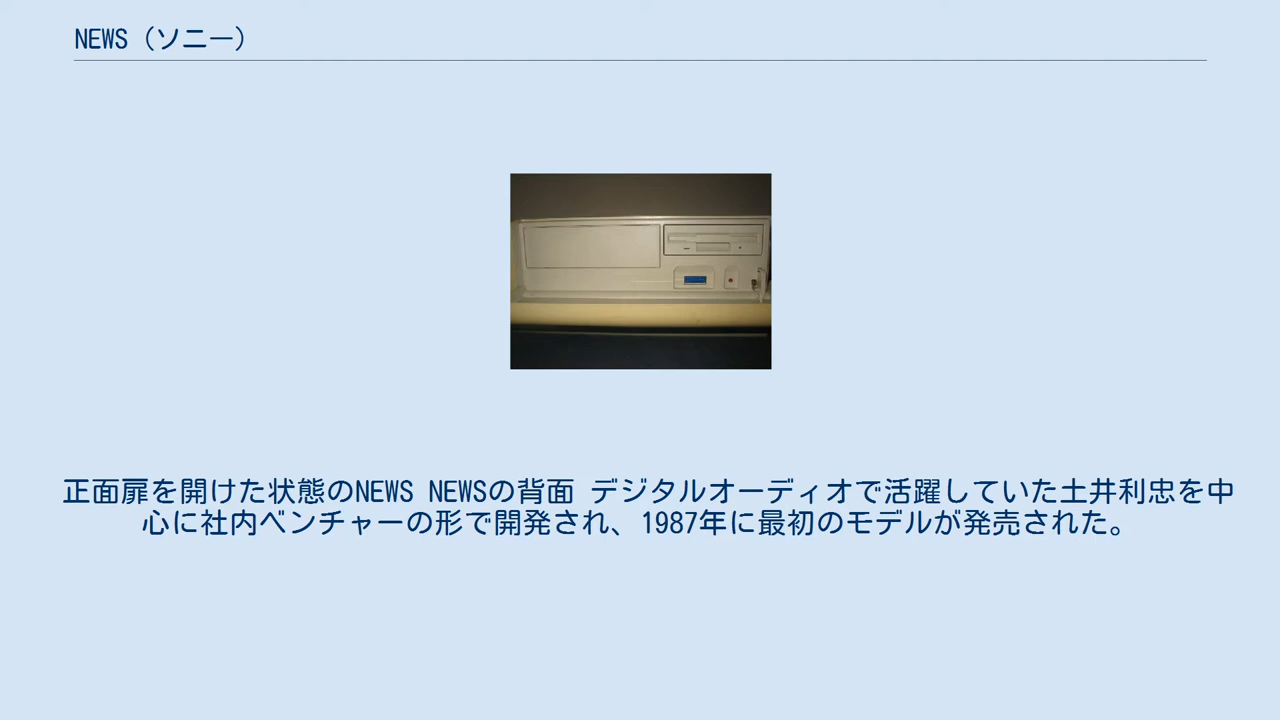 NEWS（ソニー）
正面扉を開けた状態のNEWS NEWSの背面 デジタルオーディオで活躍していた土井利忠を中
心に社内ベンチャーの形で開発され、1987年に最初のモデルが発売された。